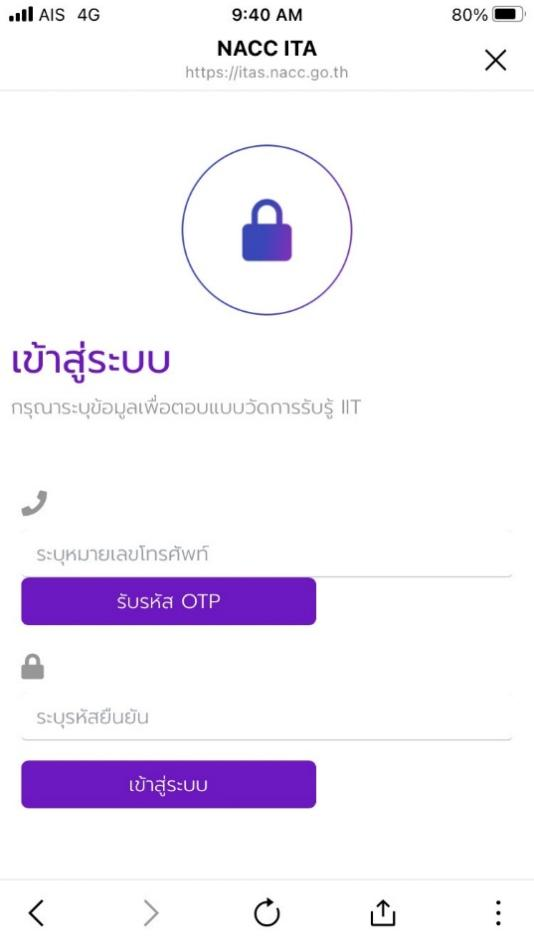 AIS 4G 9:40 AM 80%
NACC ITA
https://itas.nacc.go.th
เข้าสู่ระบบ
กรุณาระบุข้อมูลเพื่อตอบแบบวัดการรับรู้ IIT
ระบุหมายเลขโทรศัพท์
รับรหัส OTP
ระบุรหัสยืนยัน
เข้าสู่ระบบ